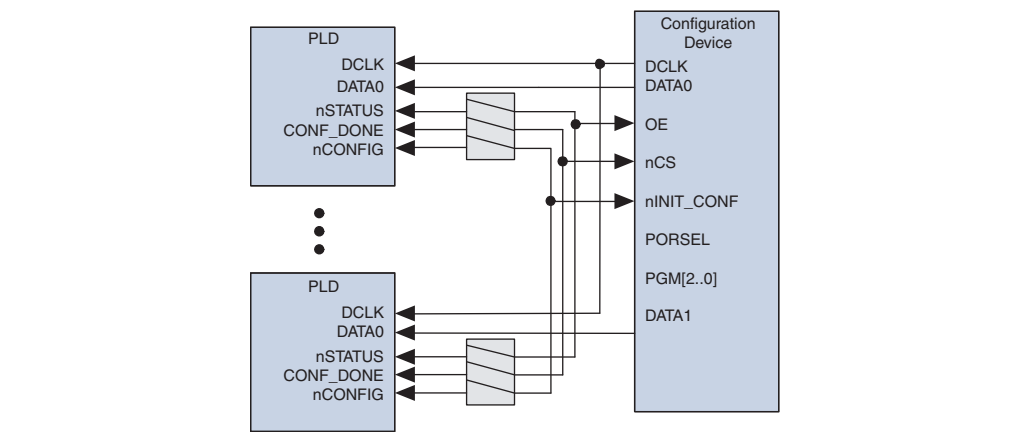 PLD
DCLK
DATA0
nSTATUS
CONF_DONE
nCONFIG
Configuration
Device
DCLK
DATA0
OE
nCS
nINIT_CONF
PORSEL
PGM[2..0]
DATA1
PLD
DCLK
DATA0
nSTATUS
CONF_DONE
nCONFIG